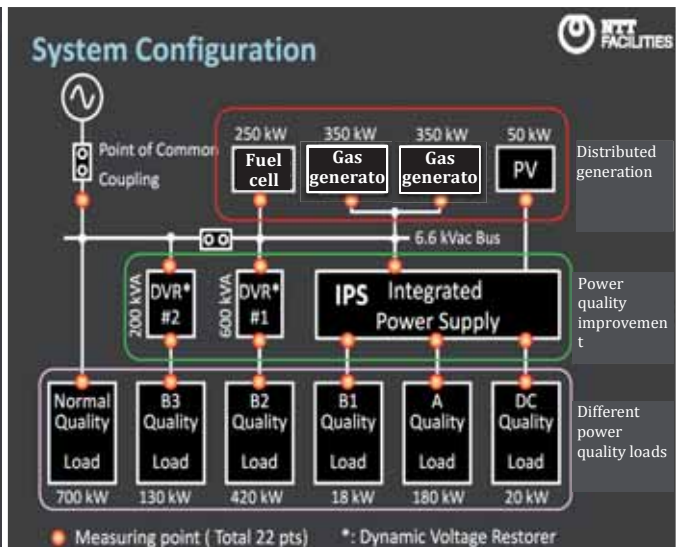 System Configuration
NTT
FACILITIES
250 kW 350 kW 350 kW 50 kW
Point of Common
Coupling
Fuel
cell
Gas
generato
Gas
generato
PV
Distributed
generation
6.6 kVac Bus
200 kVA
DVR*
#2
600 kVA
DVR*
#1
IPS Integrated
Power Supply
Power
quality
improvemen
t
Normal
Quality
Load
B3
Quality
Load
B2
Quality
Load
B1
Quality
Load
A
Quality
Load
DC
Quality
Load
Different
power
quality loads
700 kW 130 kW 420 kW 18 kW 180 kW 20 kW
Measuring point ( Total 22 pts) *: Dynamic Voltage Restorer